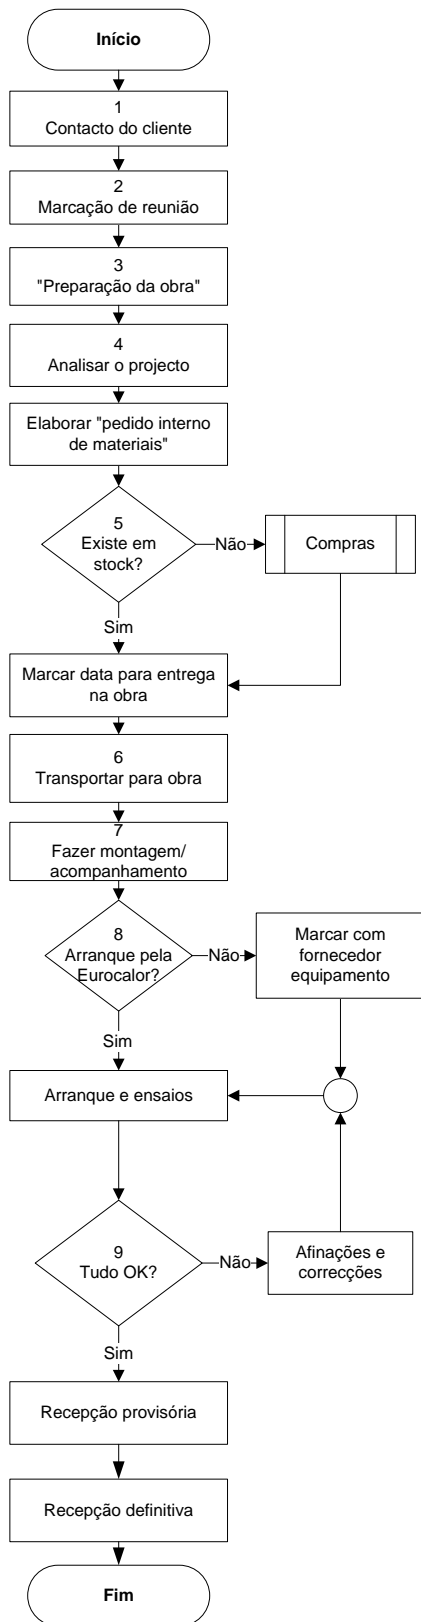 Início
1
Contacto do cliente
2
Marcação de reunião
3
"Preparação da obra"
4
Analisar o projecto
Elaborar "pedido interno
de materiais"
5
Existe em
stock?
Não
Compras
Sim
Marcar data para entrega
na obra
6
Transportar para obra
7
Fazer montagem/
acompanhamento
8
Arranque pela
Eurocalor?
Não
Marcar com
fornecedor
equipamento
Sim
Arranque e ensaios
9
Tudo OK?
Não
Afinações e
correcções
Sim
Recepção provisória
Recepção definitiva
Fim